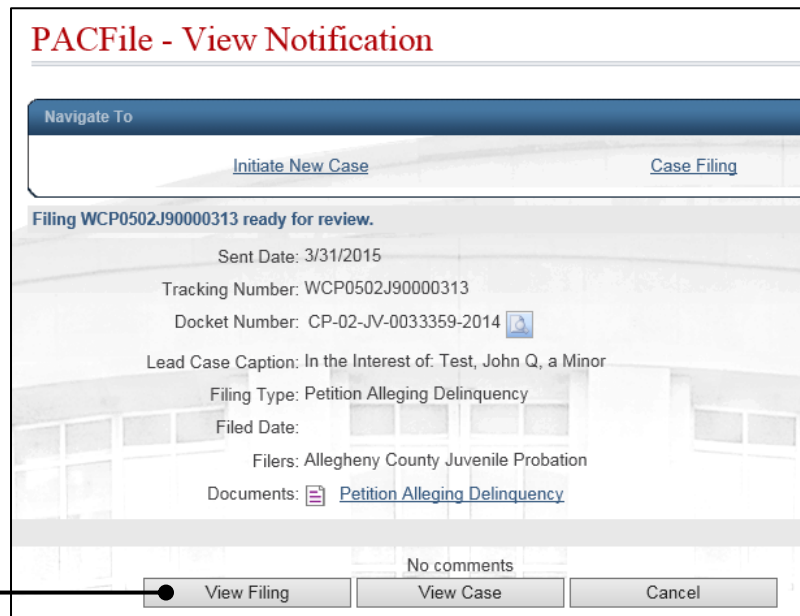 PACFile - View Notification
Navigate To
Initiate New Case Case Filing
Filing WCP0502J90000313 ready for review.
Sent Date: 3/31/2015
Tracking Number: WCP0502J90000313
Docket Number: CP-02-JV-0033359-2014
Lead Case Caption: In the Interest of: Test, John Q, a Minor
Filing Type: Petition Alleging Delinquency
Filed Date:
Filers: Allegheny County Juvenile Probation
Documents: Petition Alleging Delinquency
No comments
View Filing View Case Cancel